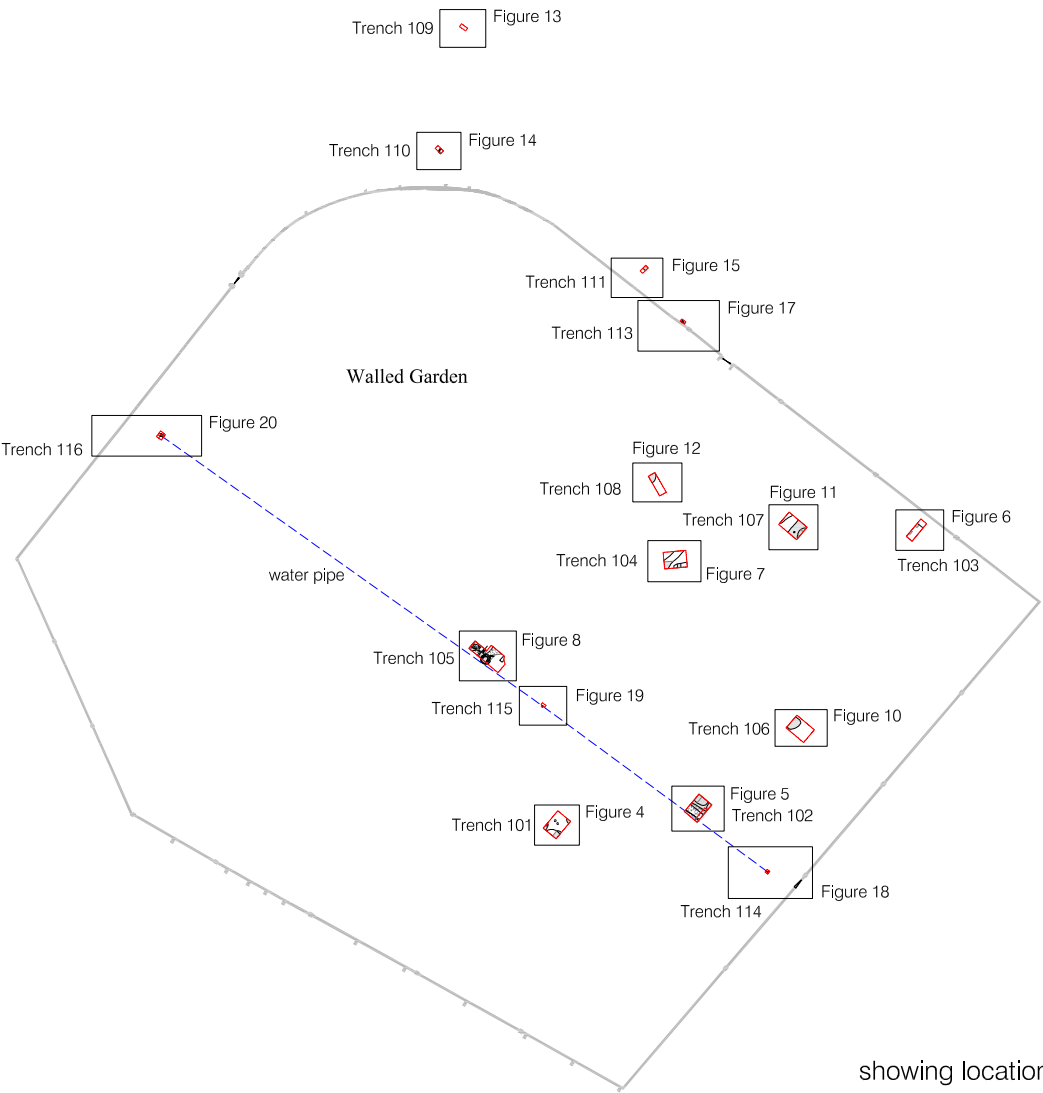 Figure 13
Trench 109
Figure 14
Trench 110
Figure 15
Trench 111
Figure 17
Trench 113
Walled Garden
Figure 20
Trench 116
Figure 12
Trench 108
Figure 11
Trench 107
Figure 6
Trench 103
Trench 104
Figure 7
water pipe
Figure 8
Trench 105
Figure 19
Trench 115
Figure 10
Trench 106
Figure 5
Trench 102
Figure 4
Trench 101
Figure 18
Trench 114
showing location